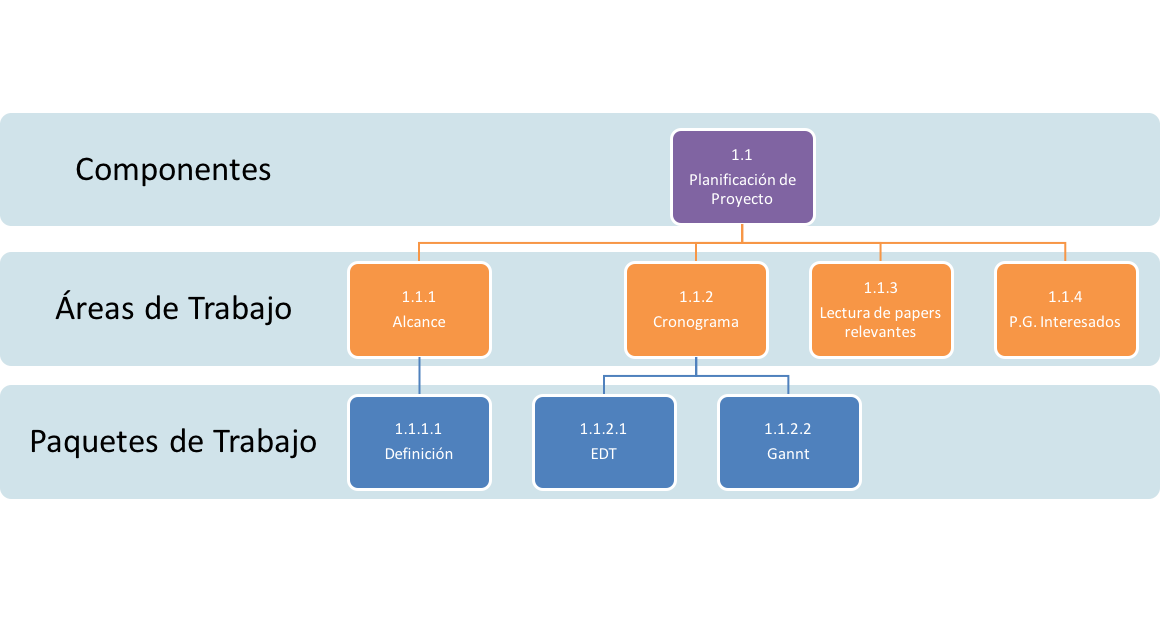 Componentes
1.1
Planificación de
Proyecto
Áreas de Trabajo
1.1.1
Alcance
1.1.2
Cronograma
1.1.3
Lectura de papers
relevantes
1.1.4
P.G. Interesados
Paquetes de Trabajo
1.1.1.1
Definición
1.1.2.1
EDT
1.1.2.2
Gannt